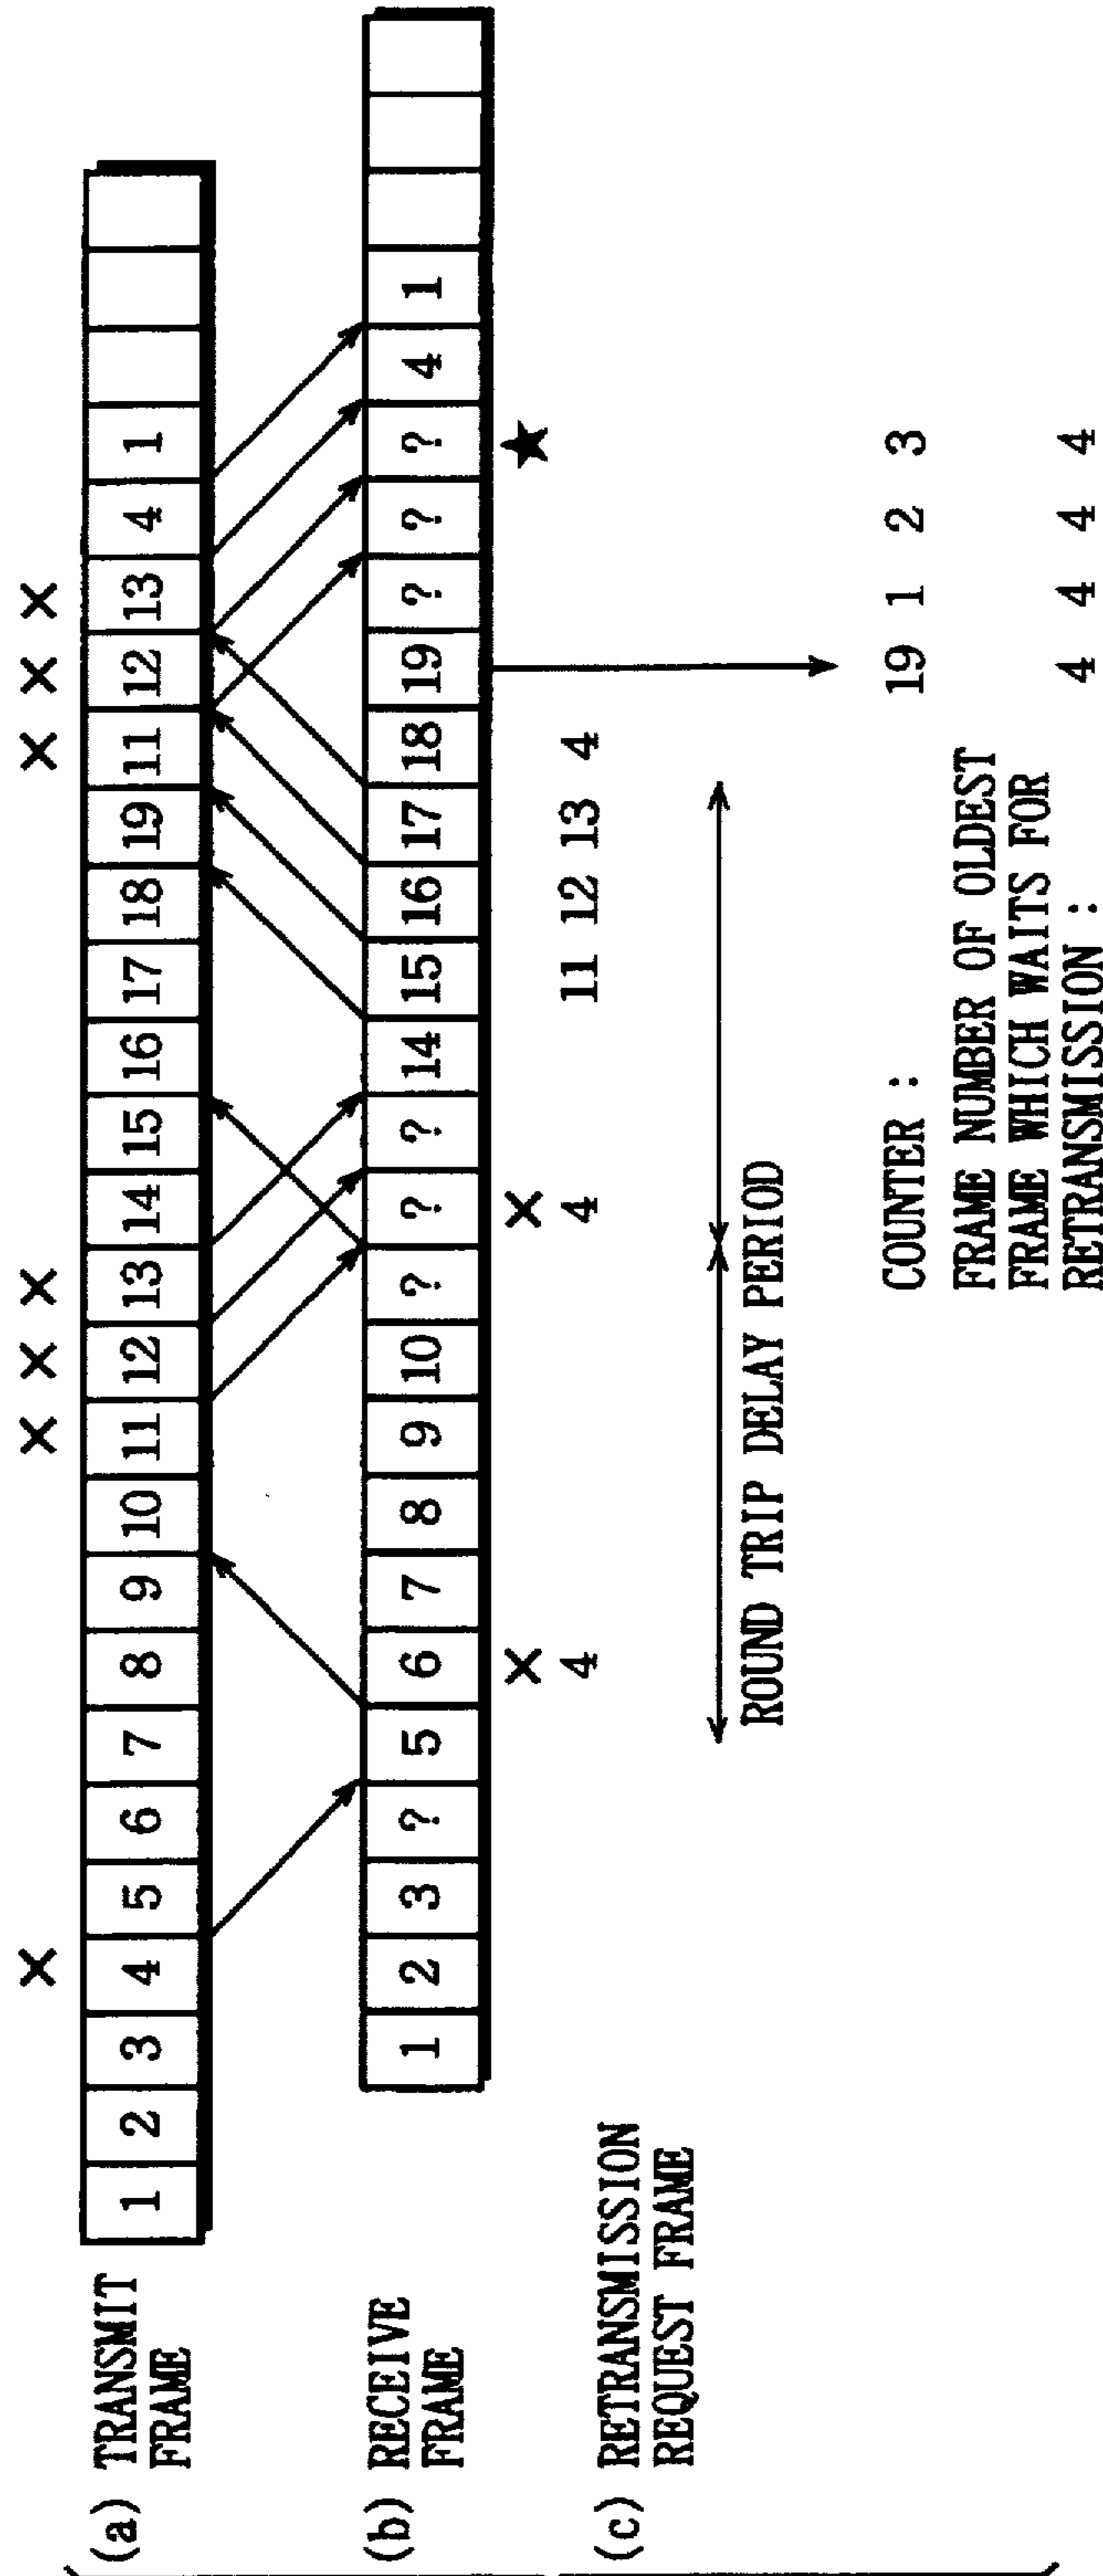 × × × × × × ×
(a) TRANSMIT FRAME 1 2 3 4 5 6 7 8 9 10 11 12 13 14 15 16 17 18 19 11 12 13 4 1
(b) RECEIVE FRAME 1 2 3 ? 5 6 7 8 9 10 ? ? ? 14 15 16 17 18 19 ? ? ? 4 1
× × ★
(c) RETRANSMISSION REQUEST FRAME 4 4 11 12 13 4
ROUND TRIP DELAY PERIOD
COUNTER : 19 1 2 3
FRAME NUMBER OF OLDEST
FRAME WHICH WAITS FOR
RETRANSMISSION : 4 4 4 4